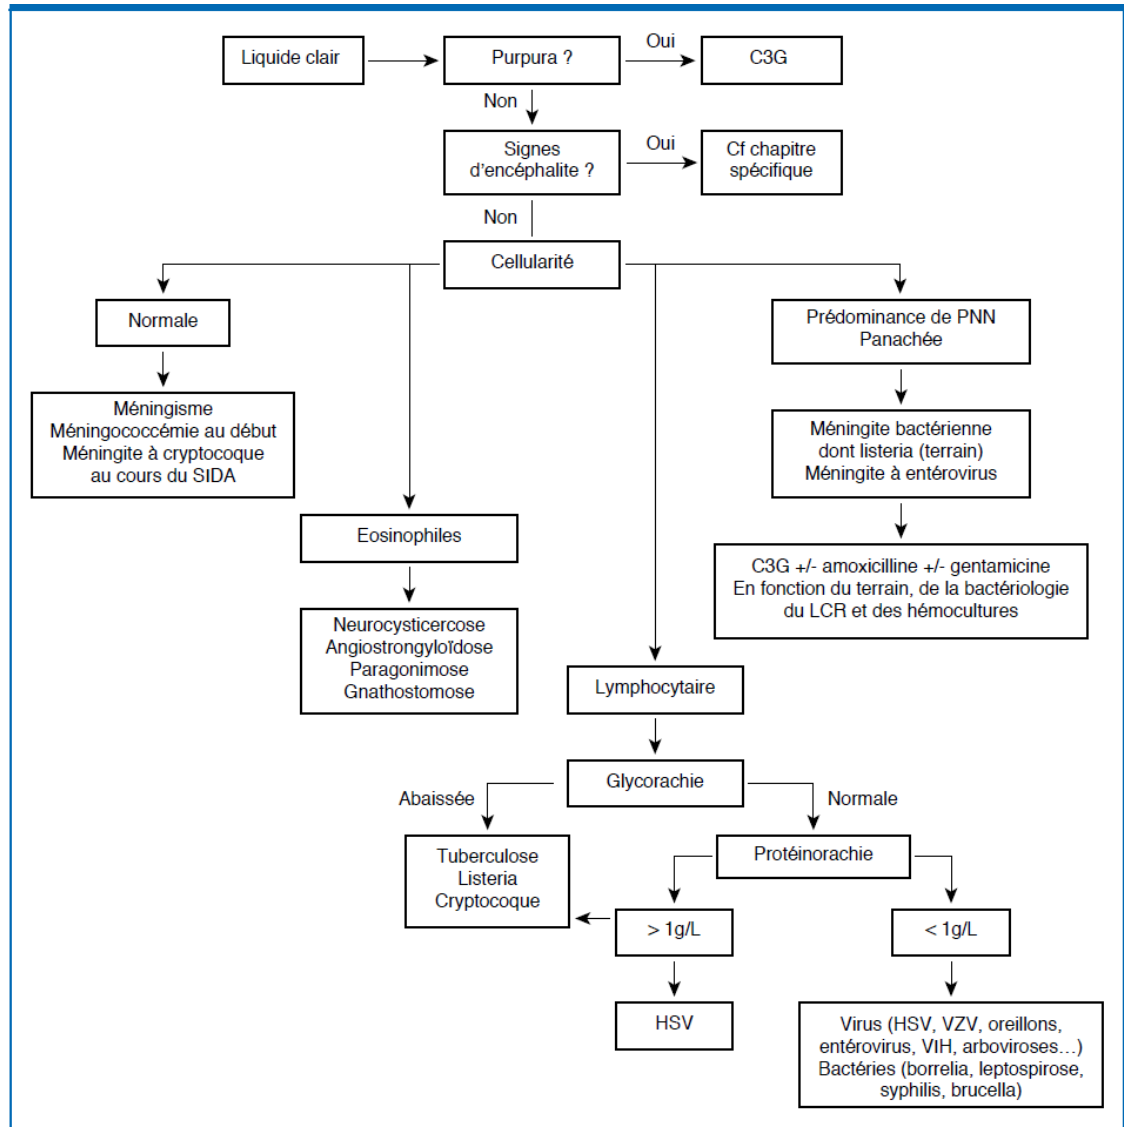 Liquide clair
Purpura ?
Oui
C3G
Non
Signes
d'encéphalite ?
Oui
Cf chapitre
spécifique
Non
Cellularité
Normale
Méningisme
Méningococcémie au début
Méningite à cryptocoque
au cours du SIDA
Eosinophiles
Neurocysticercose
Angiostrongyloïdose
Paragonimose
Gnathostomose
Prédominance de PNN
Panachée
Méningite bactérienne
dont listeria (terrain)
Méningite à entérovirus
C3G +/- amoxicilline +/- gentamicine
En fonction du terrain, de la bactériologie
du LCR et des hémocultures
Lymphocytaire
Glycorachie
Abaissée
Normale
Tuberculose
Listeria
Cryptocoque
Protéinorachie
> 1g/L
< 1g/L
HSV
Virus (HSV, VZV, oreillons,
entérovirus, VIH, arboviroses…)
Bactéries (borrelia, leptospirose,
syphilis, brucella)